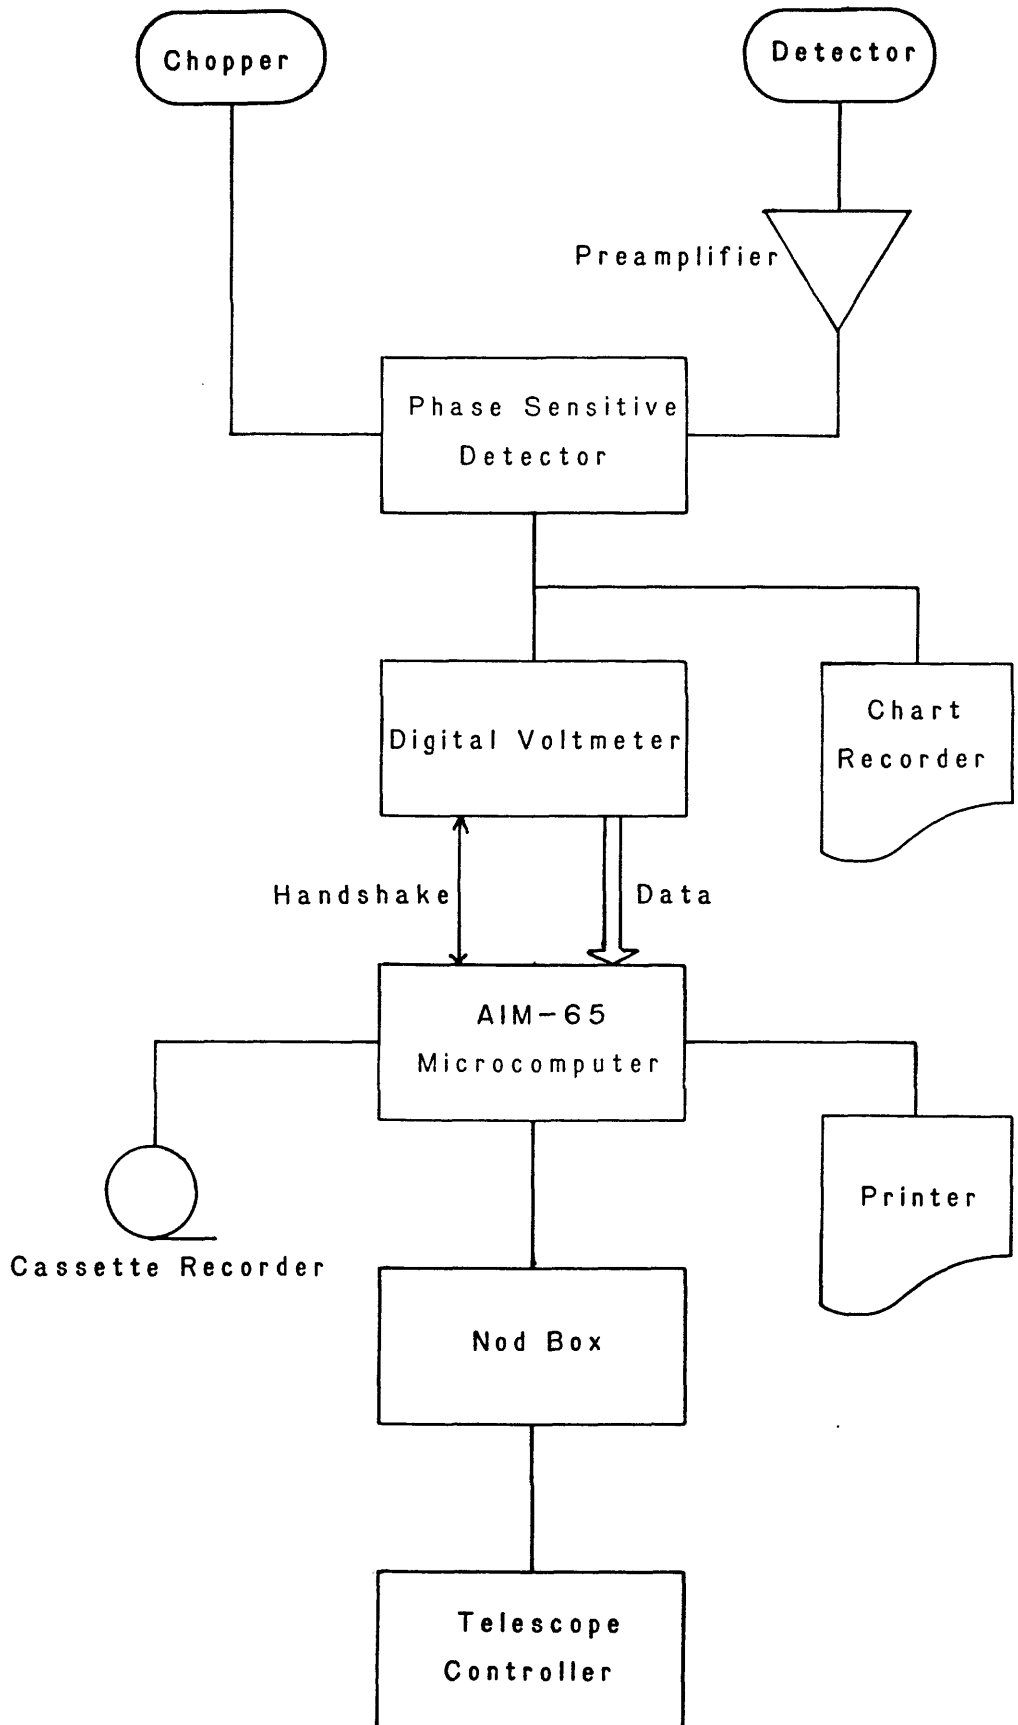 Chopper
Detector
Preamplifier
Phase Sensitive
Detector
Digital Voltmeter
Chart
Recorder
Handshake
Data
AIM-65
Microcomputer
Cassette Recorder
Printer
Nod Box
Telescope
Controller